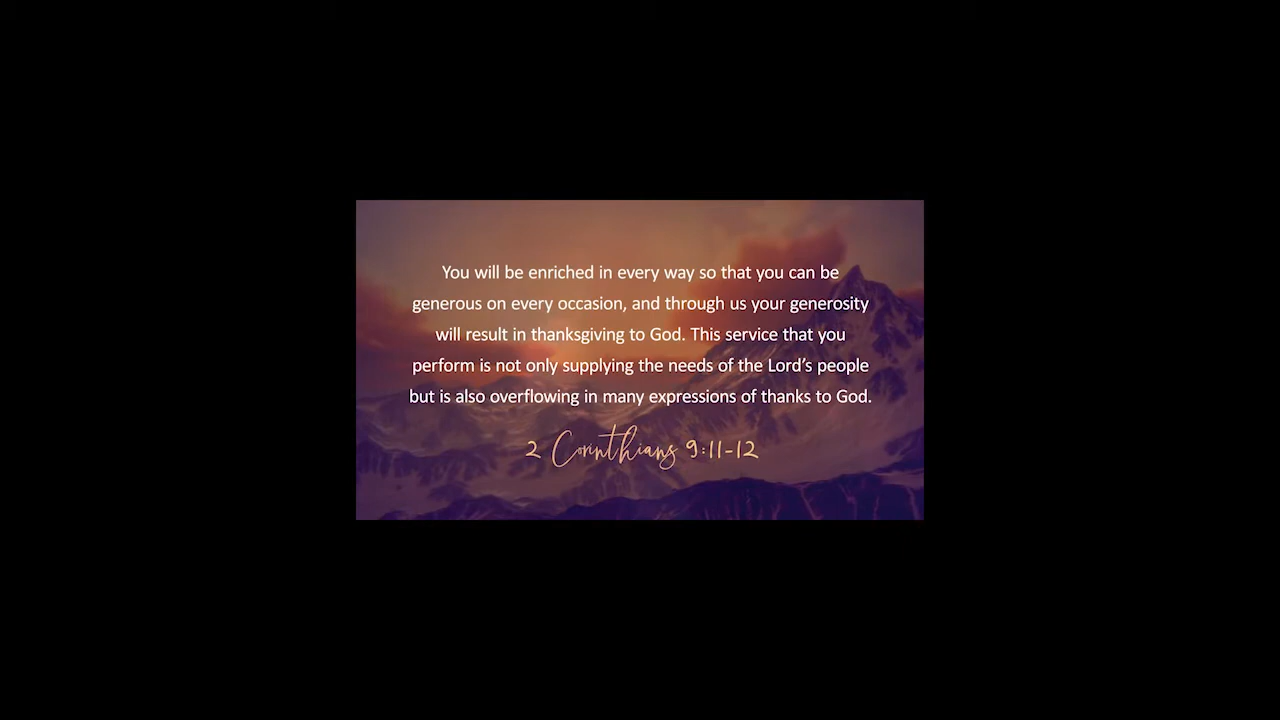 You will be enriched in every way so that you can be
generous on every occasion, and through us your generosity
will result in thanksgiving to God. This service that you
perform is not only supplying the needs of the Lord’s people
but is also overflowing in many expressions of thanks to God.
2 Corinthians 9:11-12